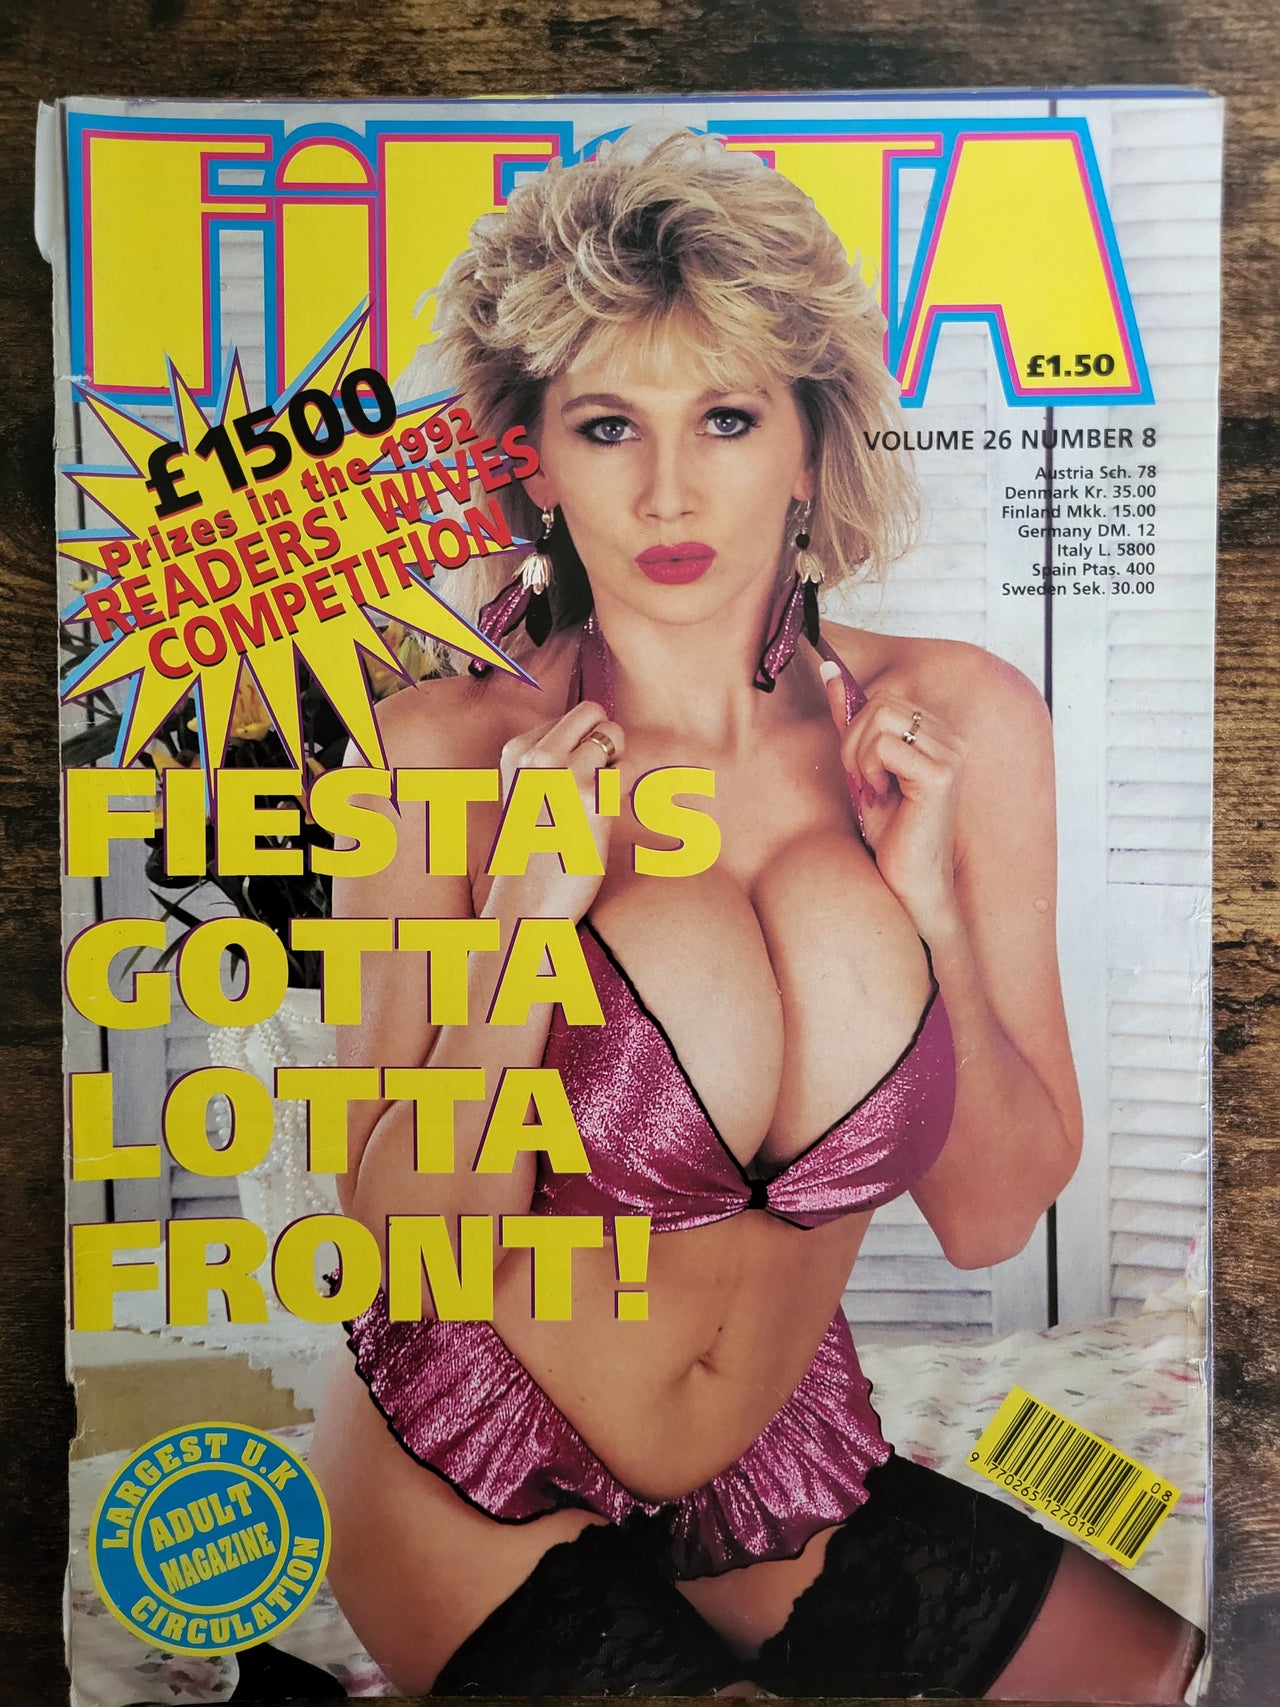 FiESTA
£1.50
£1500
Prizes in the 1992
READERS' WIVES
COMPETITION
VOLUME 26 NUMBER 8
Austria Sch. 78
Denmark Kr. 35.00
Finland Mkk. 15.00
Germany DM. 12
Italy L. 5800
Spain Ptas. 400
Sweden Sek. 30.00
FIESTA'S
GOTTA
LOTTA
FRONT!
LARGEST U.K
ADULT
MAGAZINE
CIRCULATION
08
9 770265 127019